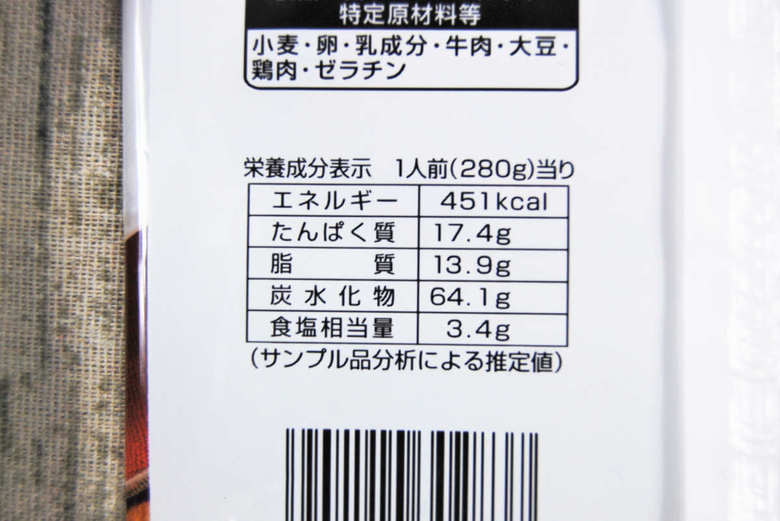 特定原材料等
小麦・卵・乳成分・牛肉・大豆・
鶏肉・ゼラチン
栄養成分表示 1人前(280g)当り
エネルギー 451kcal
たんぱく質 17.4g
脂質 13.9g
炭水化物 64.1g
食塩相当量 3.4g
(サンプル品分析による推定値)